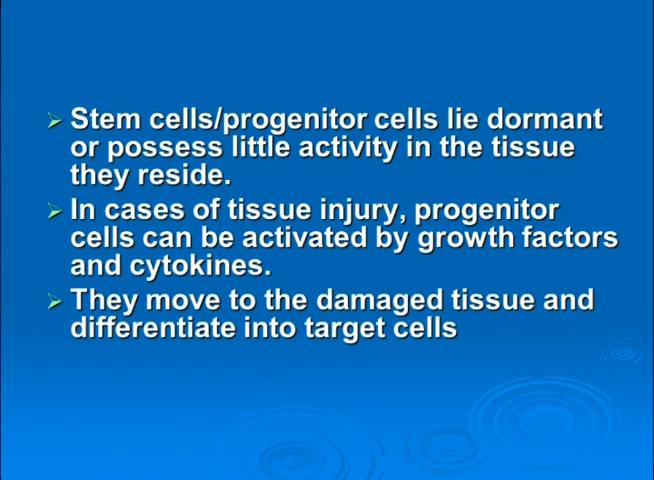 Stem cells/progenitor cells lie dormant
or possess little activity in the tissue
they reside.
In cases of tissue injury, progenitor
cells can be activated by growth factors
and cytokines.
They move to the damaged tissue and
differentiate into target cells